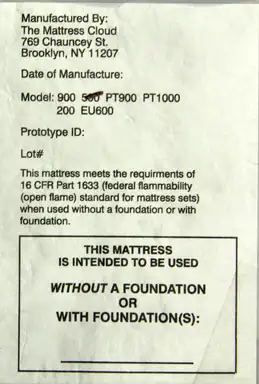 Manufactured By:
The Mattress Cloud
769 Chauncey St.
Brooklyn, NY 11207
Date of Manufacture:
Model: 900 500 PT900 PT1000
200 EU600
Prototype ID:
Lot#
This mattress meets the requirments of
16 CFR Part 1633 (federal flammability
(open flame) standard for mattress sets)
when used without a foundation or with
foundation.
THIS MATTRESS
IS INTENDED TO BE USED
WITHOUT A FOUNDATION
OR
WITH FOUNDATION(S):